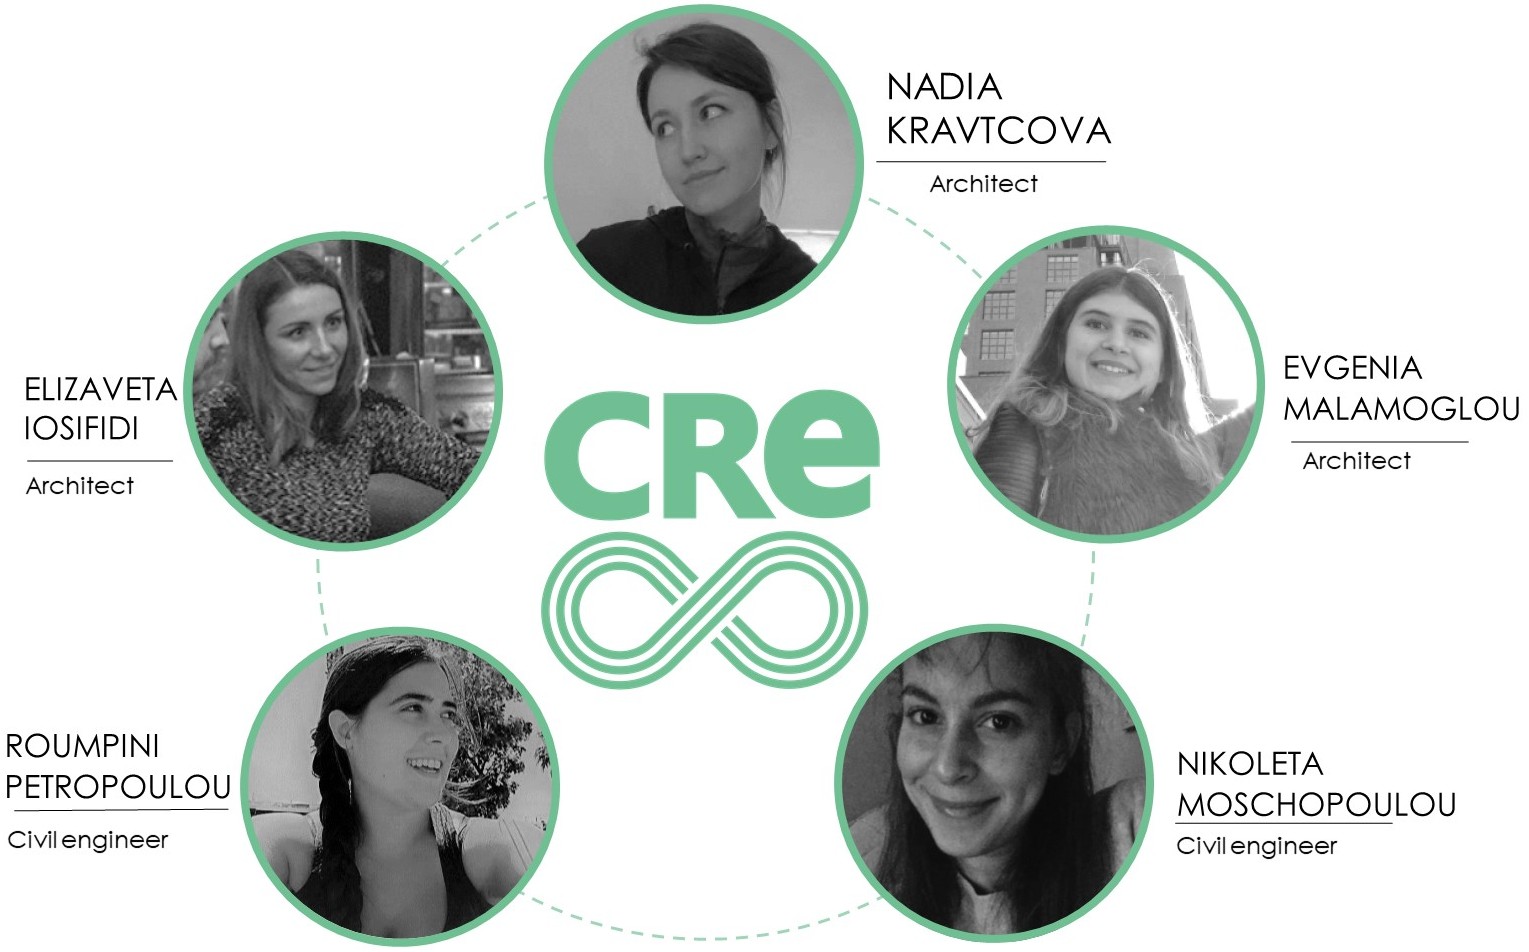 NADIA
KRAVTCOVA
Architect
ELIZAVETA
IOSIFIDI
Architect
EVGENIA
MALAMOGLOU
Architect
CRe
ROUMPINI
PETROPOULOU
Civil engineer
NIKOLETA
MOSCHOPOULOU
Civil engineer